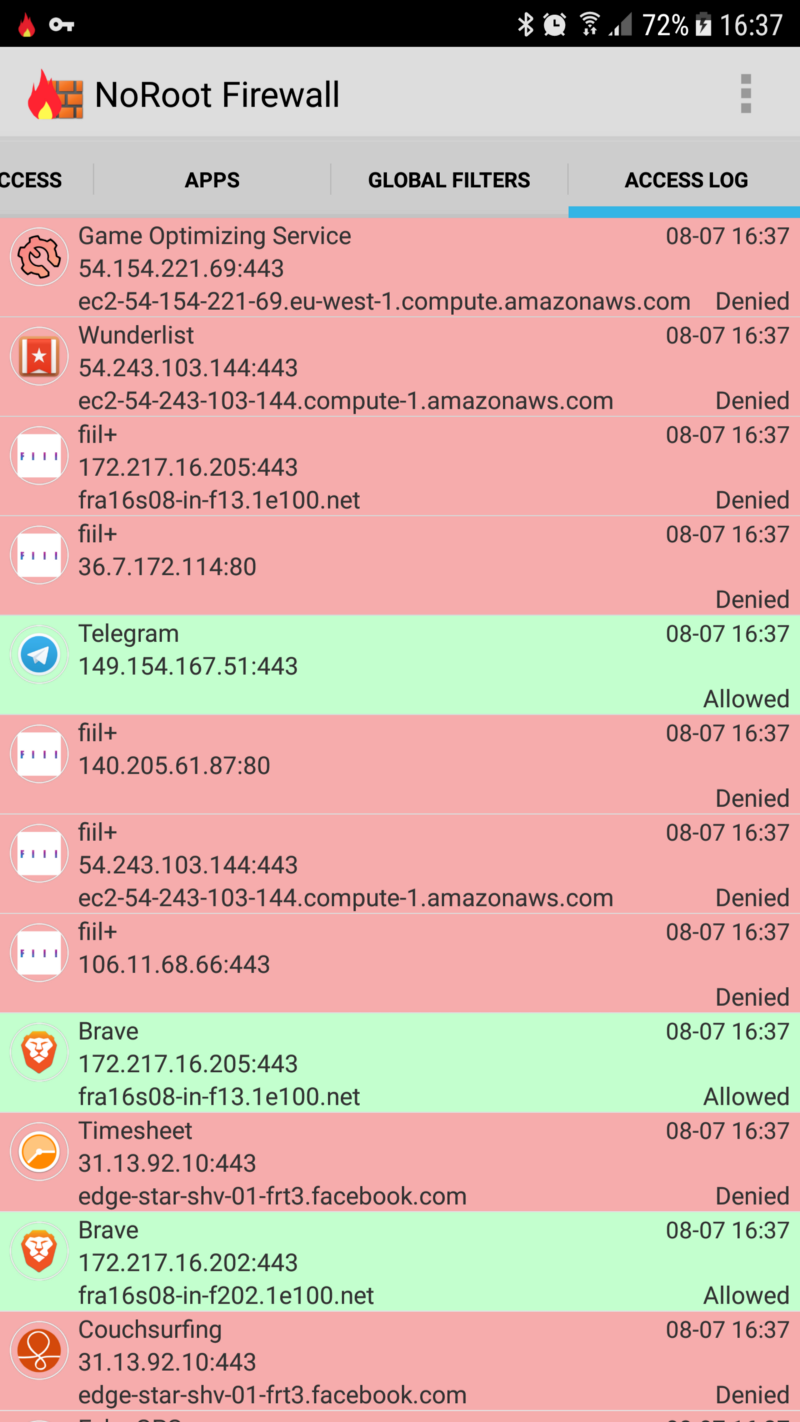 72% 16:37
NoRoot Firewall
CCESS APPS GLOBAL FILTERS ACCESS LOG
Game Optimizing Service 08-07 16:37
54.154.221.69:443
ec2-54-154-221-69.eu-west-1.compute.amazonaws.com Denied
Wunderlist 08-07 16:37
54.243.103.144:443
ec2-54-243-103-144.compute-1.amazonaws.com Denied
fiil+ 08-07 16:37
FIII 172.217.16.205:443
fra16s08-in-f13.1e100.net Denied
fiil+ 08-07 16:37
FIII 36.7.172.114:80
Denied
Telegram 08-07 16:37
149.154.167.51:443
Allowed
fiil+ 08-07 16:37
FIII 140.205.61.87:80
Denied
fiil+ 08-07 16:37
FIII 54.243.103.144:443
ec2-54-243-103-144.compute-1.amazonaws.com Denied
fiil+ 08-07 16:37
FIII 106.11.68.66:443
Denied
Brave 08-07 16:37
172.217.16.205:443
fra16s08-in-f13.1e100.net Allowed
Timesheet 08-07 16:37
31.13.92.10:443
edge-star-shv-01-frt3.facebook.com Denied
Brave 08-07 16:37
172.217.16.202:443
fra16s08-in-f202.1e100.net Allowed
Couchsurfing 08-07 16:37
31.13.92.10:443
edge-star-shv-01-frt3.facebook.com Denied